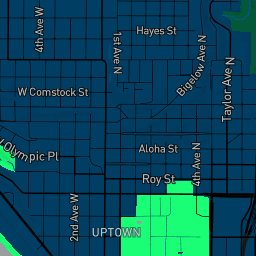 Hayes St
4th Ave W
1st Ave N
Bigelow Ave N
Taylor Ave N
W Comstock St
Olympic Pl
Aloha St
4th Ave N
Roy St
2nd Ave W
UPTOWN